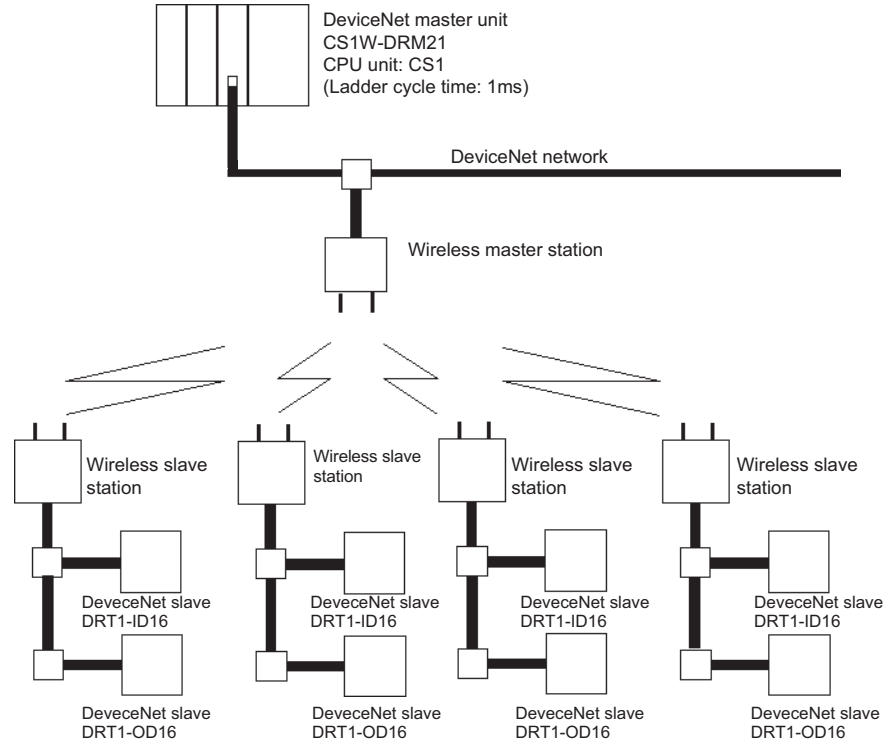 DeviceNet master unit
CS1W-DRM21
CPU unit: CS1
(Ladder cycle time: 1ms)
DeviceNet network
Wireless master station
Wireless slave
station
Wireless slave
station
Wireless slave
station
Wireless slave
station
DeveceNet slave
DRT1-ID16
DeveceNet slave
DRT1-ID16
DeveceNet slave
DRT1-ID16
DeveceNet slave
DRT1-ID16
DeveceNet slave
DRT1-OD16
DeveceNet slave
DRT1-OD16
DeveceNet slave
DRT1-OD16
DeveceNet slave
DRT1-OD16